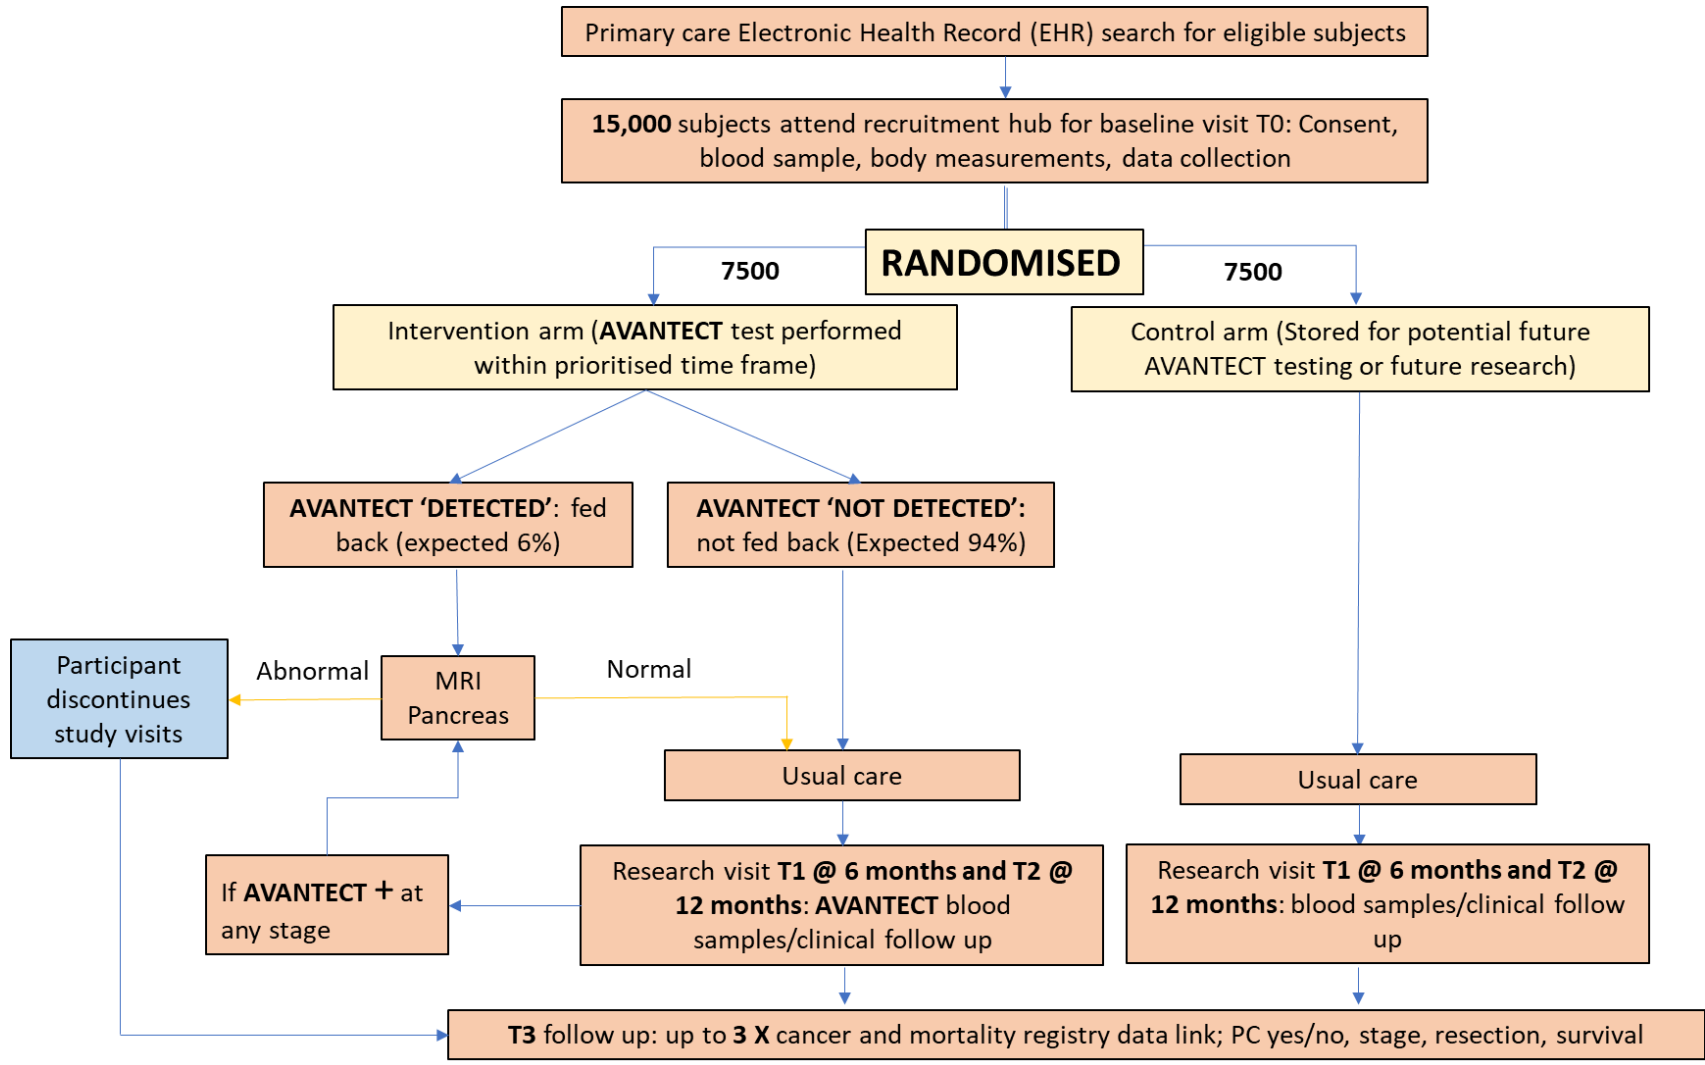 Primary care Electronic Health Record (EHR) search for eligible subjects
15,000 subjects attend recruitment hub for baseline visit T0: Consent,
blood sample, body measurements, data collection
RANDOMISED
7500
7500
Intervention arm (AVANTECT test performed
within prioritised time frame)
Control arm (Stored for potential future
AVANTECT testing or future research)
AVANTECT ‘DETECTED’: fed
back (expected 6%)
AVANTECT ‘NOT DETECTED’:
not fed back (Expected 94%)
Participant
discontinues
study visits
Abnormal
MRI
Pancreas
Normal
Usual care
Usual care
If AVANTECT + at
any stage
Research visit T1 @ 6 months and T2 @
12 months: AVANTECT blood
samples/clinical follow up
Research visit T1 @ 6 months and T2 @
12 months: blood samples/clinical follow
up
T3 follow up: up to 3 X cancer and mortality registry data link; PC yes/no, stage, resection, survival